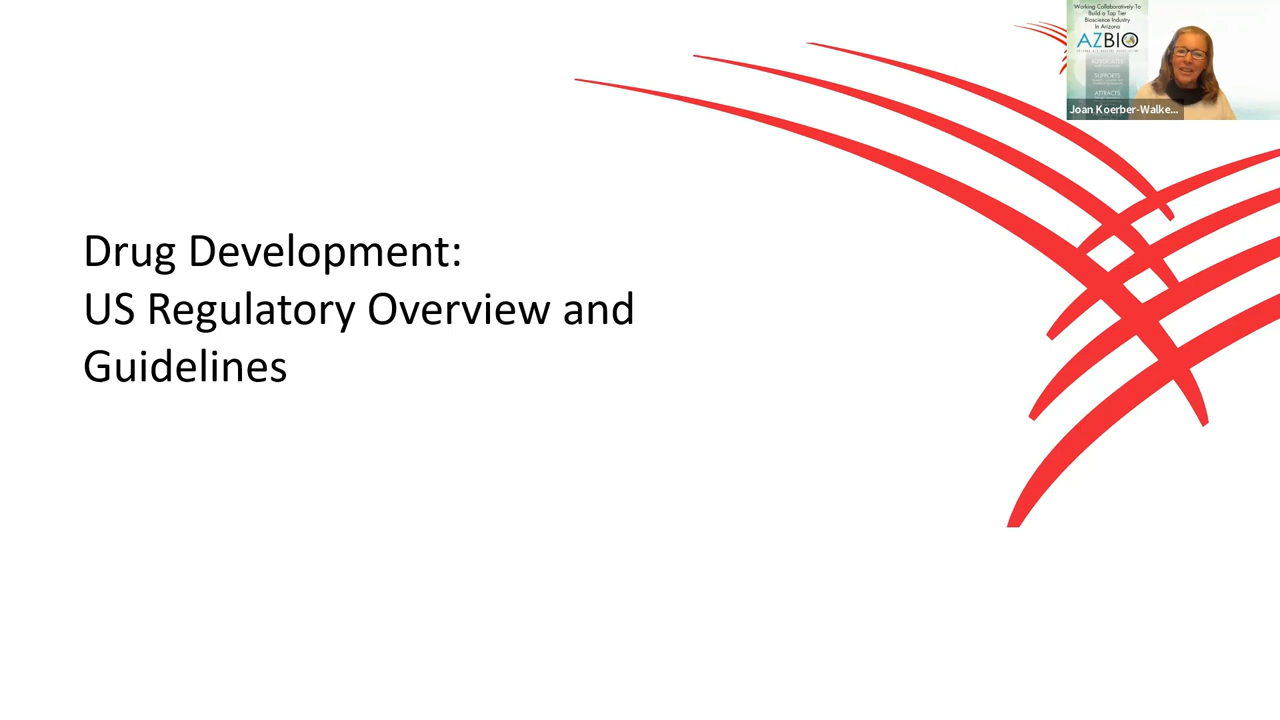 Drug Development:
US Regulatory Overview and
Guidelines
Working Collaboratively To
Build a Top Tier
Bioscience Industry
In Arizona
AZBIO
ADVOCATES
SUPPORTS
ATTRACTS
Joan Koerber-Walke...